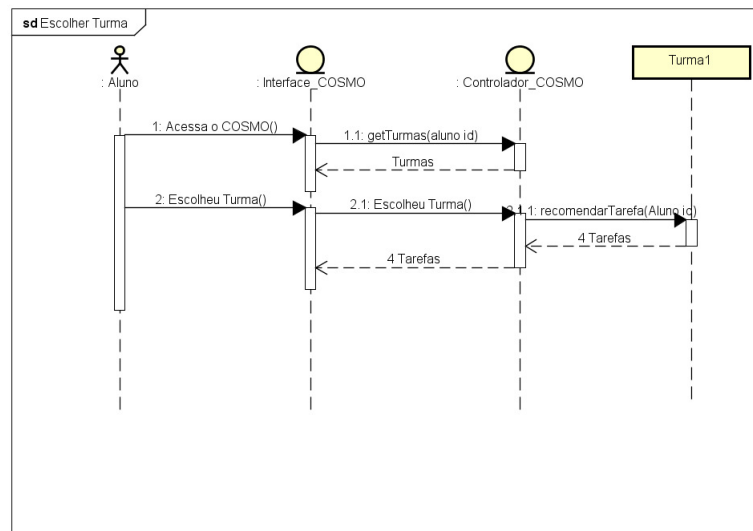 sd Escolher Turma
: Aluno
: Interface_COSMO
: Controlador_COSMO
Turma1
1: Acessa o COSMO()
1.1: getTurmas(aluno id)
Turmas
2: Escolheu Turma()
2.1: Escolheu Turma()
2.1.1: recomendarTarefa(Aluno id)
4 Tarefas
4 Tarefas